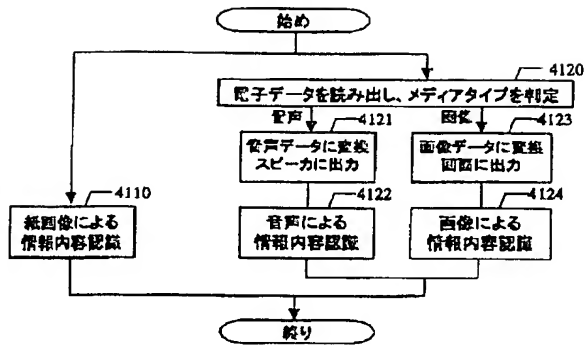 始め
4120
電子データを読み出し、メディアタイプを判定
音声
4121
画像
4123
音声データに変換
スピーカに出力
画像データに変換
画面に出力
4110
紙画像による
情報内容認識
4122
音声による
情報内容認識
4124
画像による
情報内容認識
終り